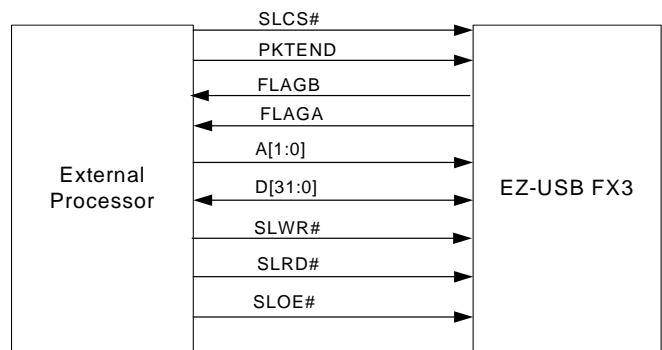 SLCS#
PKTEND
FLAGB
FLAGA
A[1:0]
D[31:0]
SLWR#
SLRD#
SLOE#
External
Processor
EZ-USB FX3